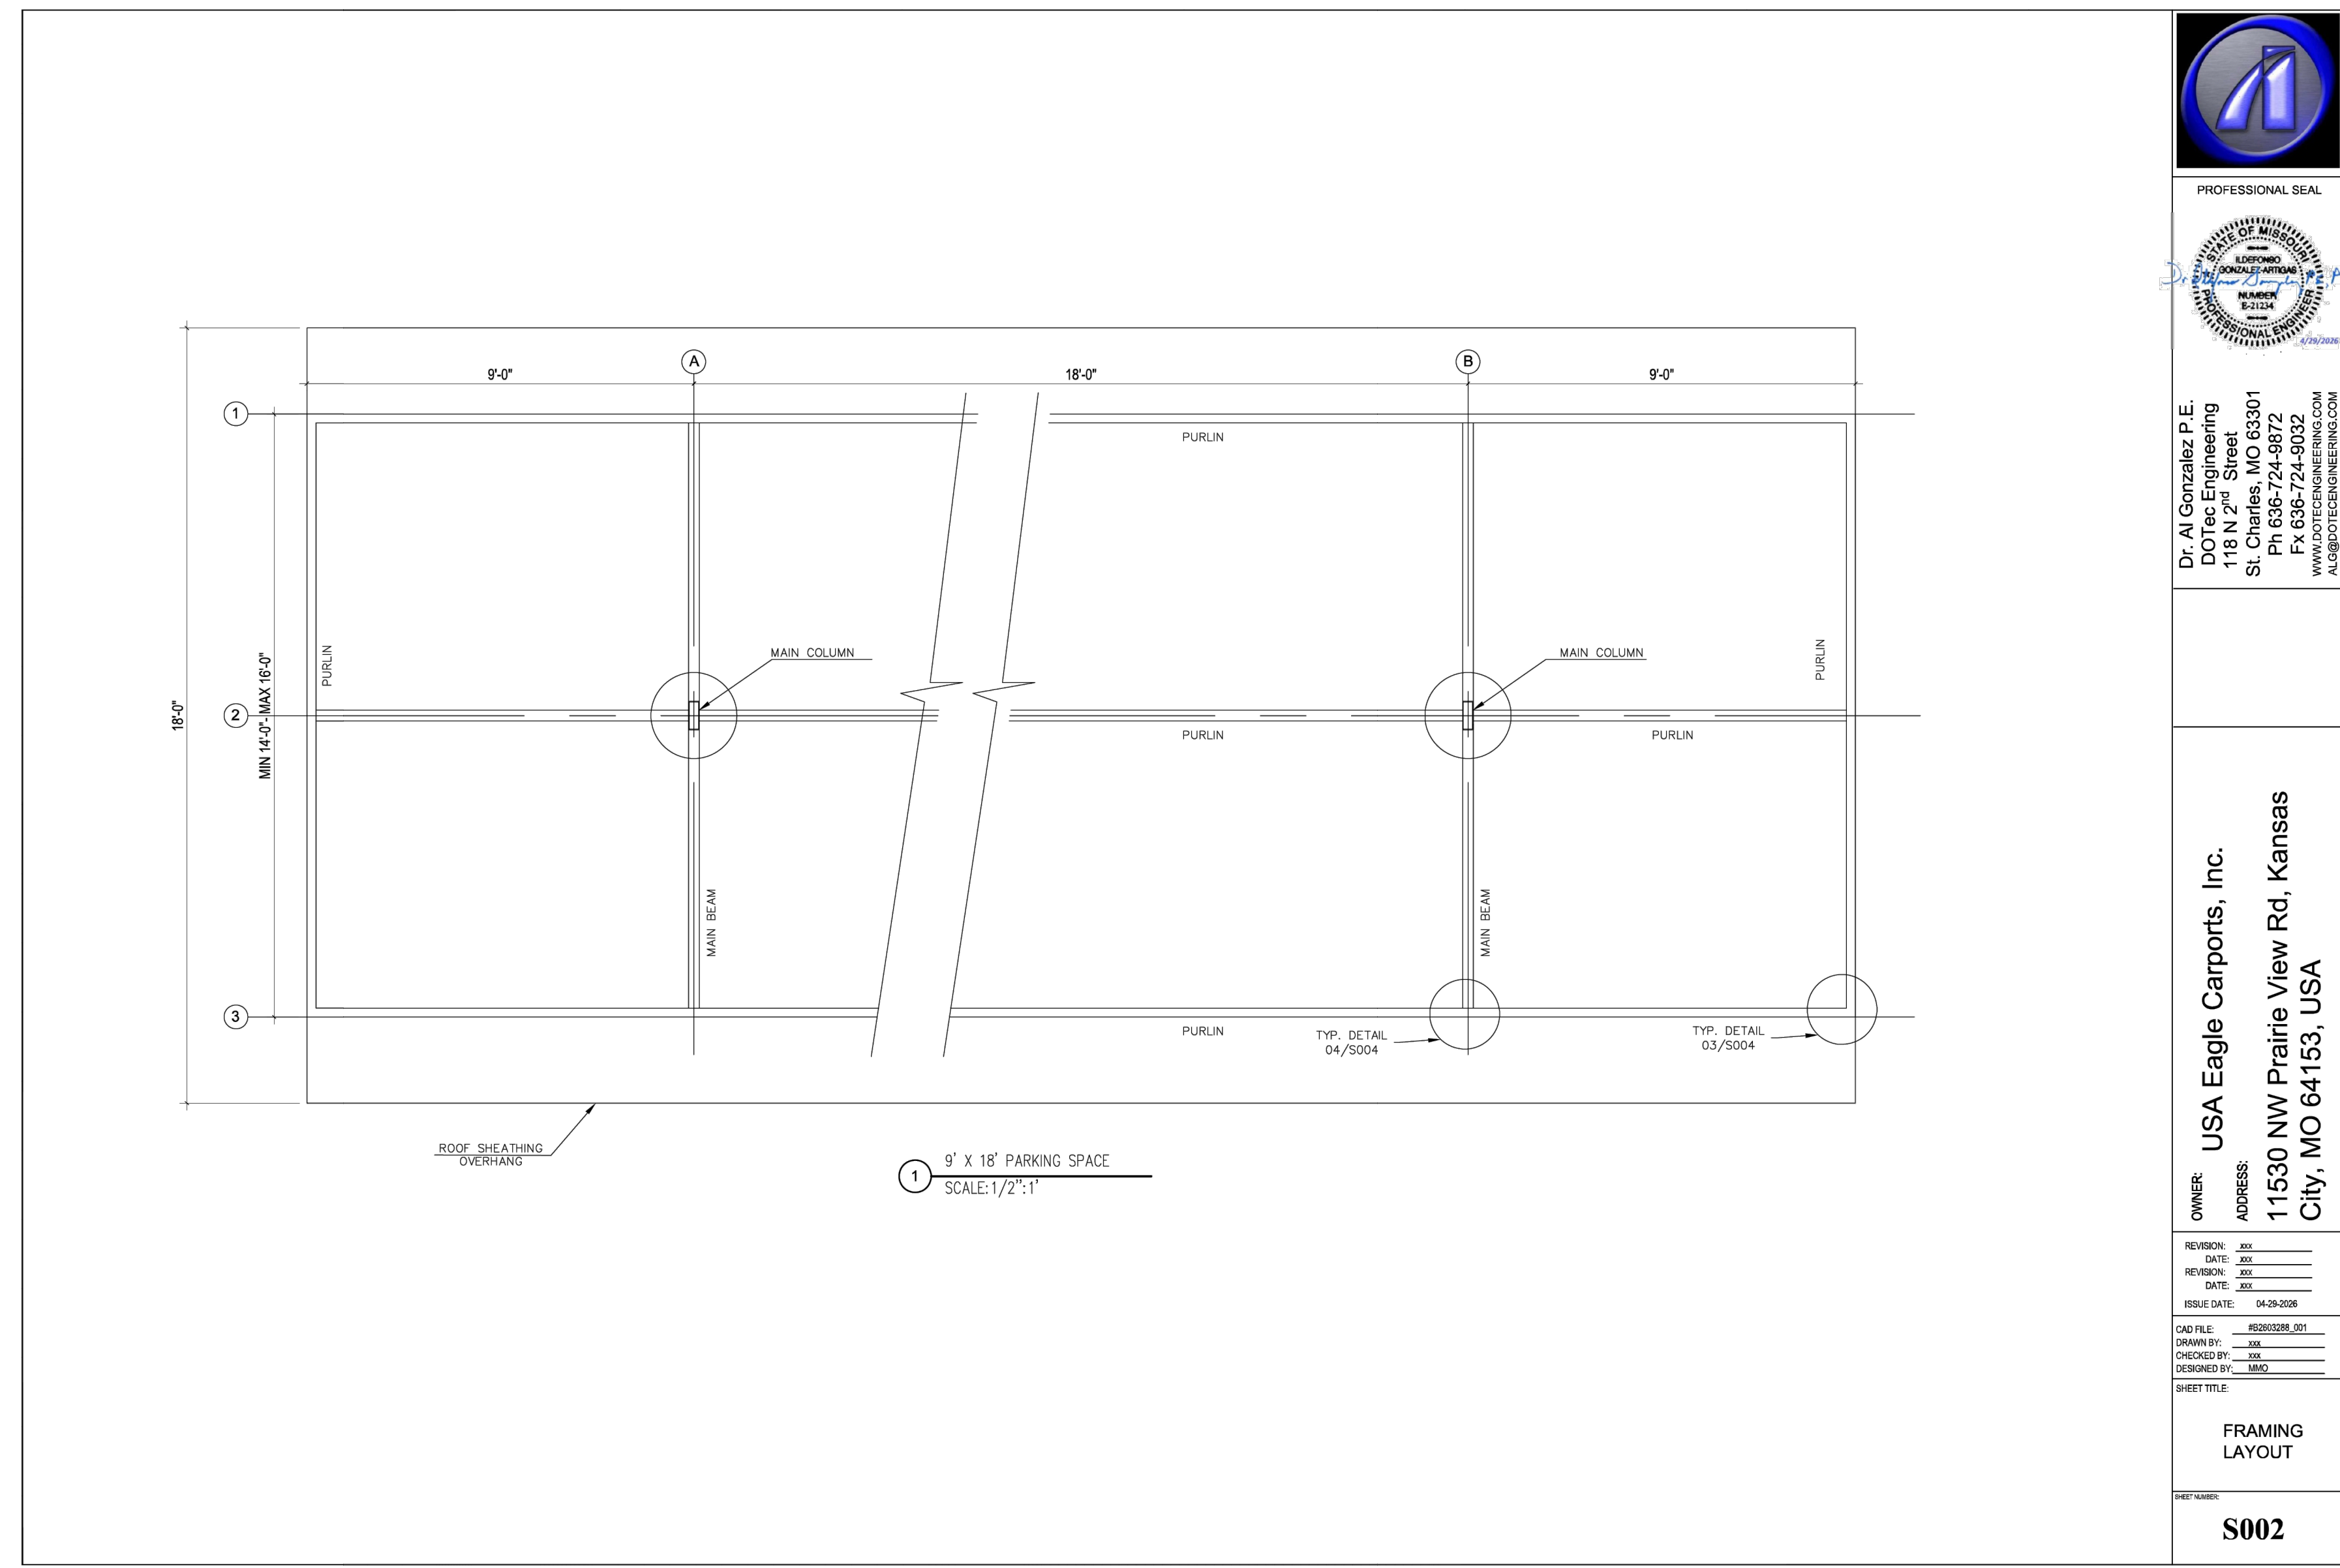 A
B
9'-0"
18'-0"
9'-0"
1
PURLIN
MAIN COLUMN
MAIN COLUMN
PURLIN
PURLIN
MIN 14'-0"- MAX 16'-0"
18'-0"
2
PURLIN
PURLIN
MAIN BEAM
MAIN BEAM
3
PURLIN
TYP. DETAIL
04/S004
TYP. DETAIL
03/S004
ROOF SHEATHING
OVERHANG
1
9' X 18' PARKING SPACE
SCALE:1/2":1'
PROFESSIONAL SEAL
STATE OF MISSOURI
ILDEFONSO
GONZALEZ-ARTIGAS
NUMBER
E-21234
PROFESSIONAL ENGINEER
4/29/2026
Dr. Al Gonzalez P.E.
DOTec Engineering
118 N 2nd Street
St. Charles, MO 63301
Ph 636-724-9872
Fx 636-724-9032
WWW.DOTECENGINEERING.COM
ALG@DOTECENGINEERING.COM
OWNER: USA Eagle Carports, Inc.
ADDRESS: 11530 NW Prairie View Rd, Kansas
City, MO 64153, USA
REVISION: xxx
DATE: xxx
REVISION: xxx
DATE: xxx
ISSUE DATE: 04-29-2026
CAD FILE: #B2603288_001
DRAWN BY: xxx
CHECKED BY: xxx
DESIGNED BY: MMO
SHEET TITLE:
FRAMING
LAYOUT
SHEET NUMBER:
S002